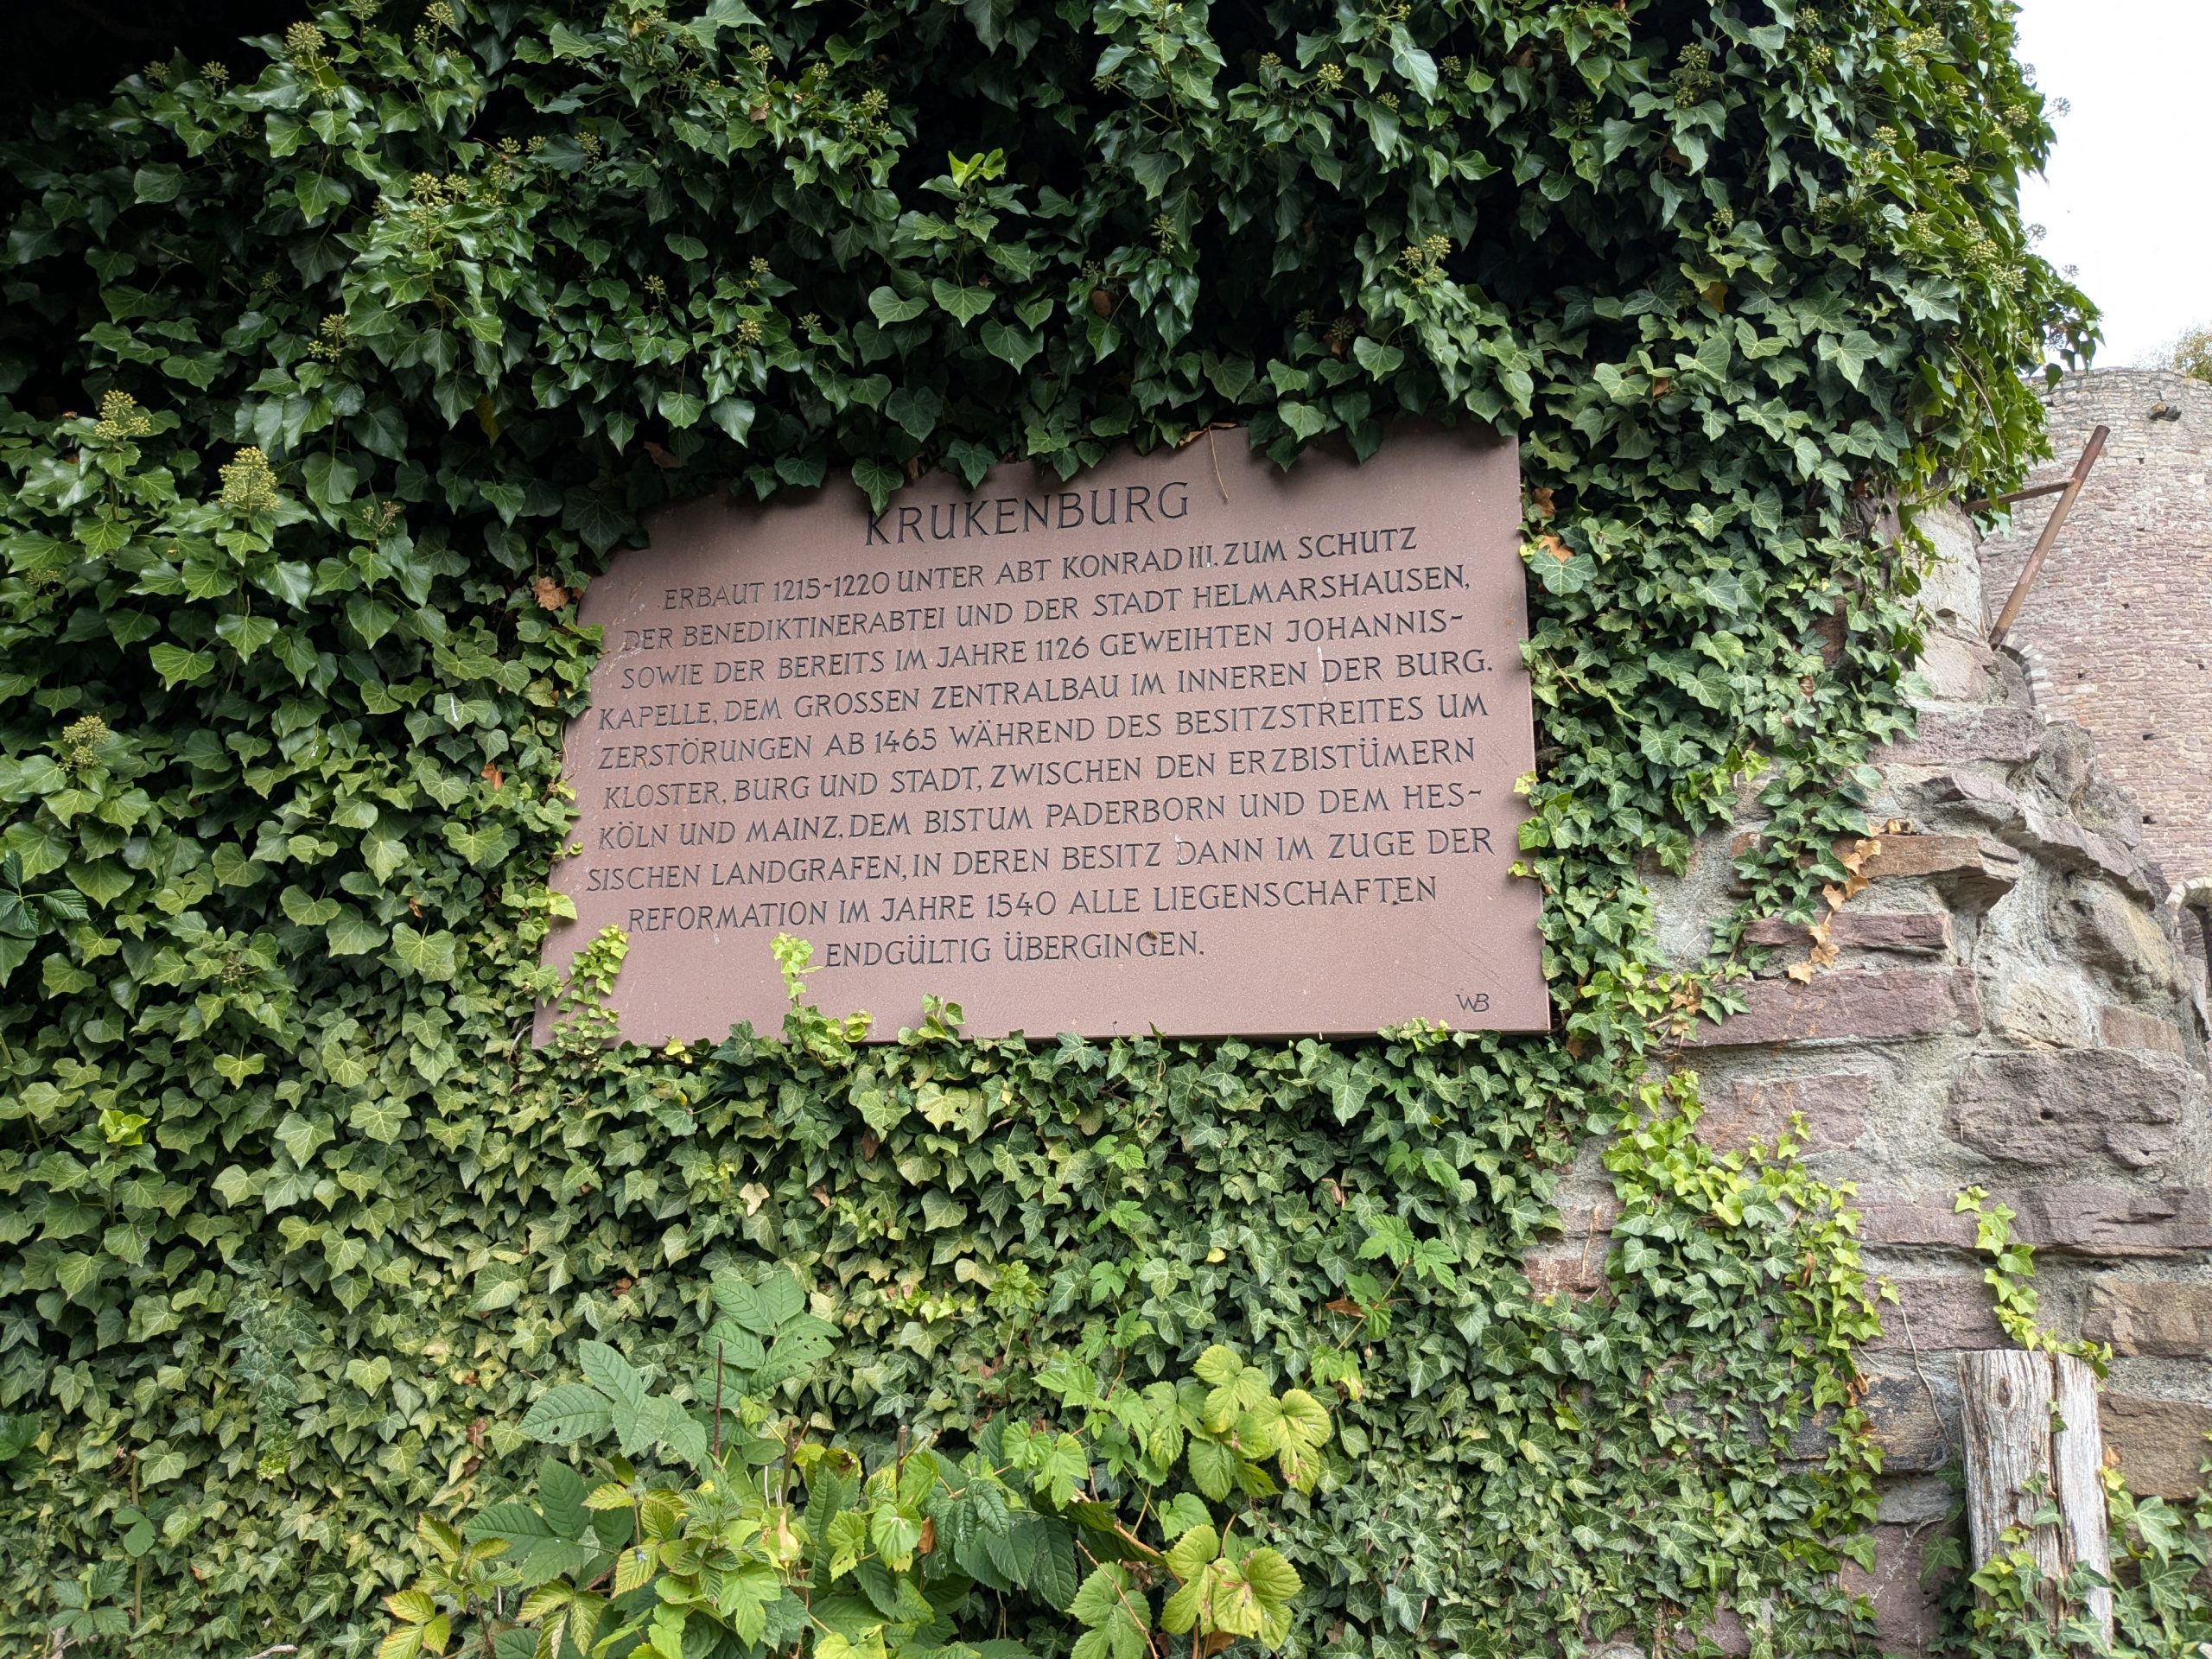 KRUKENBURG
ERBAUT 1215-1220 UNTER ABT KONRAD III. ZUM SCHUTZ
DER BENEDIKTINERABTEI UND DER STADT HELMARSHAUSEN,
SOWIE DER BEREITS IM JAHRE 1126 GEWEIHTEN JOHANNIS-
KAPELLE, DEM GROSSEN ZENTRALBAU IM INNEREN DER BURG.
ZERSTÖRUNGEN AB 1465 WÄHREND DES BESITZSTREITES UM
KLOSTER, BURG UND STADT, ZWISCHEN DEN ERZBISTÜMERN
KÖLN UND MAINZ, DEM BISTUM PADERBORN UND DEM HES-
SISCHEN LANDGRAFEN, IN DEREN BESITZ DANN IM ZUGE DER
REFORMATION IM JAHRE 1540 ALLE LIEGENSCHAFTEN
ENDGÜLTIG ÜBERGINGEN.
WB